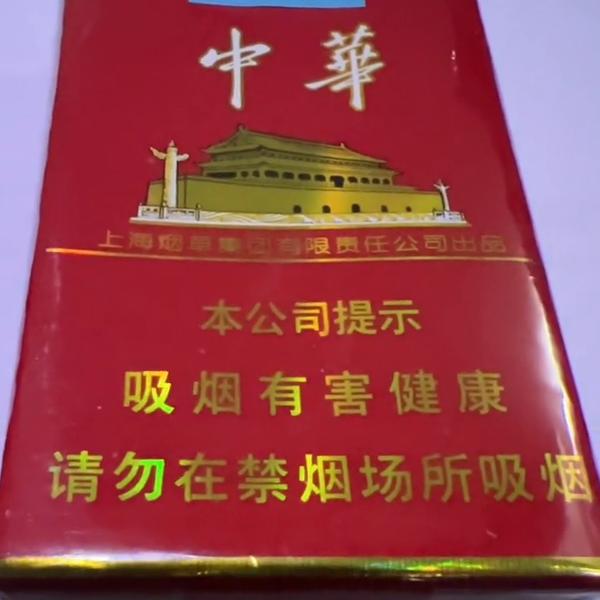 中華
上海烟草集团有限责任公司出品
本公司提示
吸烟有害健康
请勿在禁烟场所吸烟